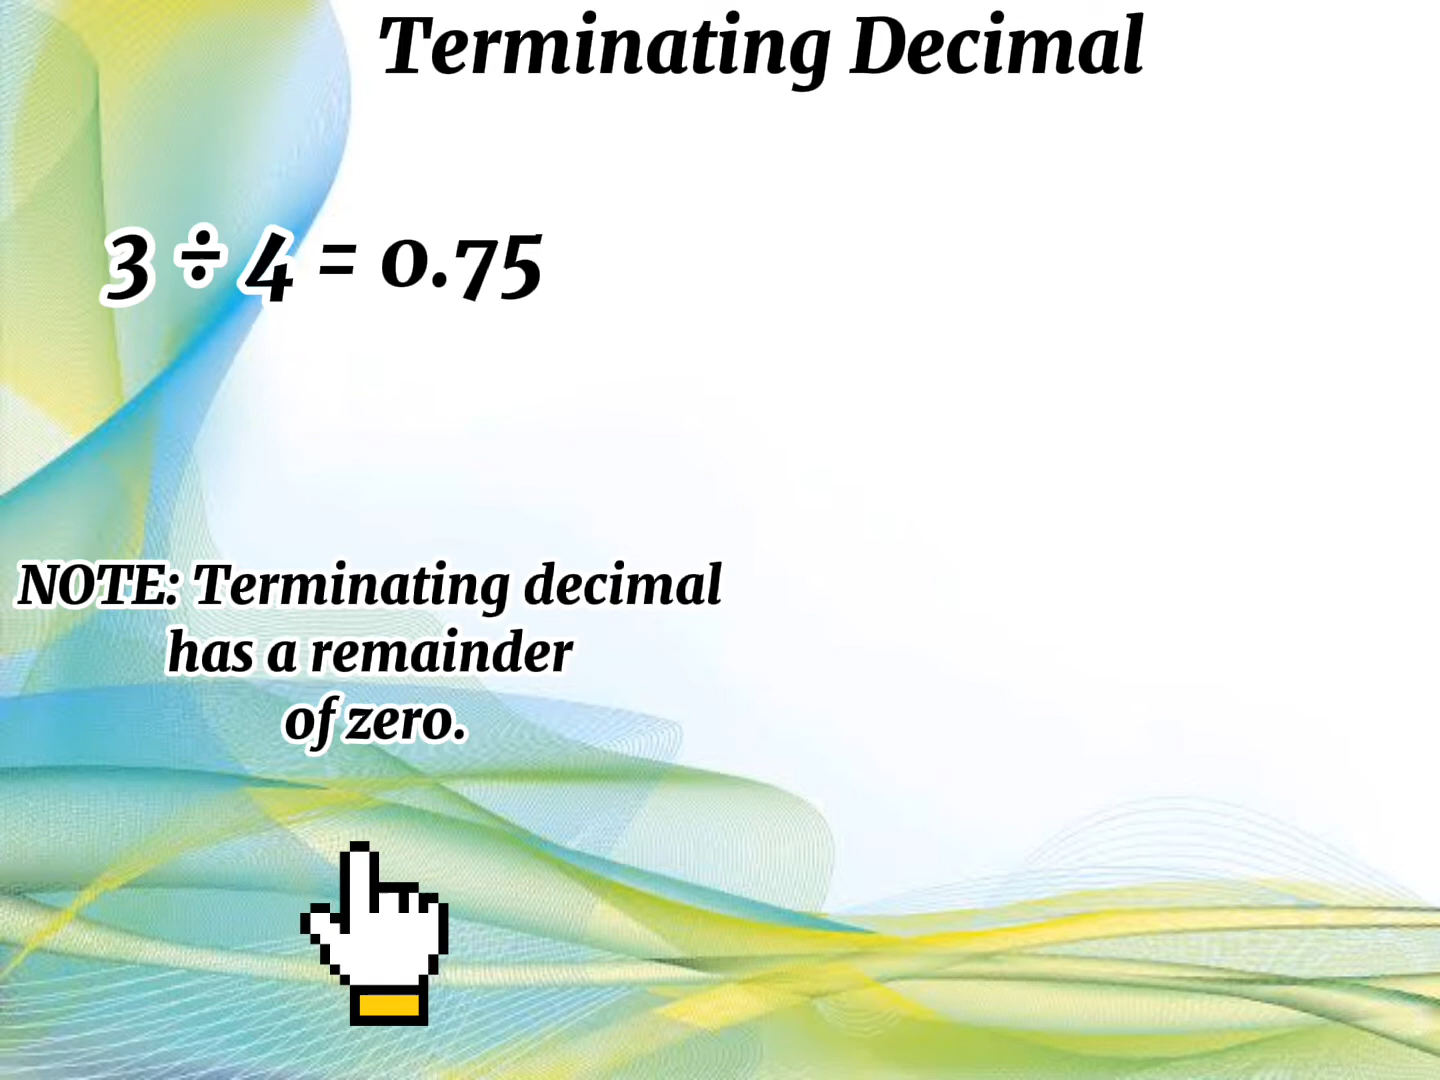 Terminating Decimal
3 ÷ 4 = 0.75
NOTE: Terminating decimal
has a remainder
of zero.